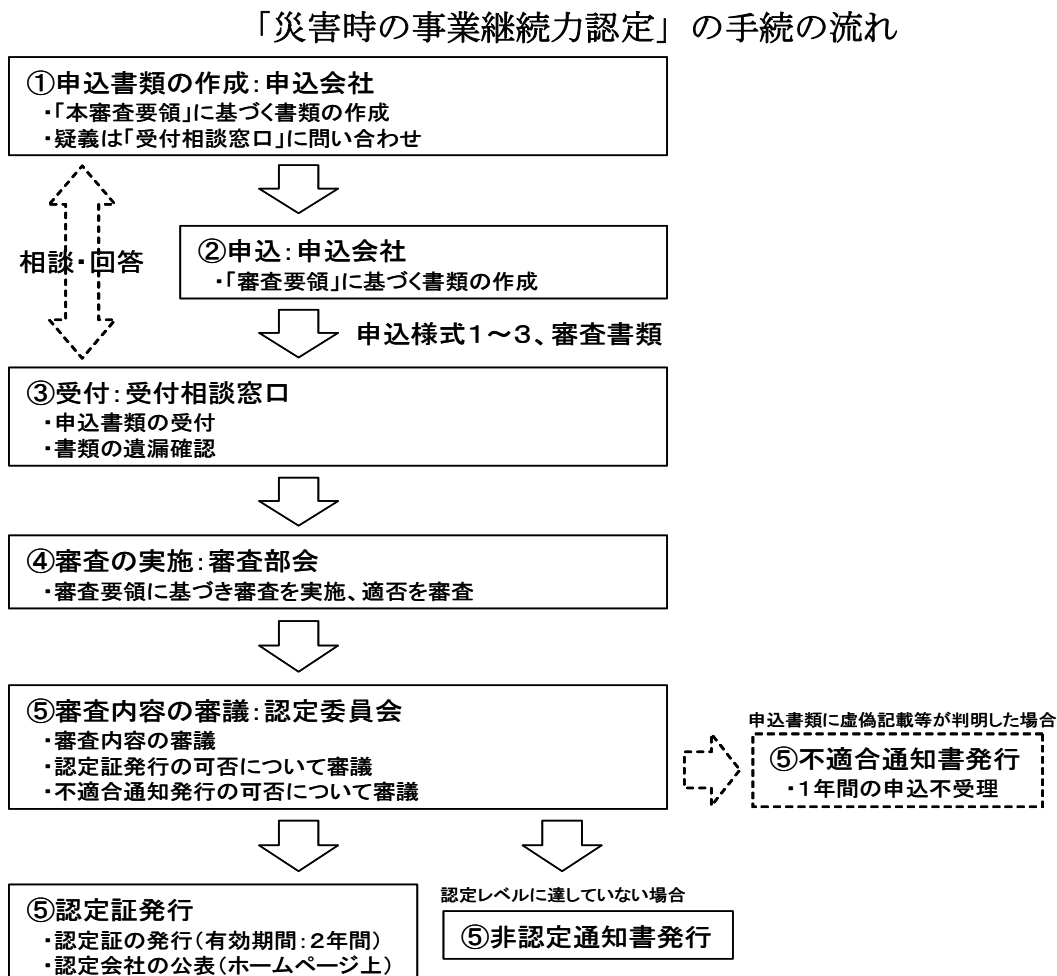 「災害時の事業継続力認定」の手続の流れ
①申込書類の作成：申込会社
・「本審査要領」に基づく書類の作成
・疑義は「受付相談窓口」に問い合わせ
相談・回答
②申込：申込会社
・「審査要領」に基づく書類の作成
申込様式１～３、審査書類
③受付：受付相談窓口
・申込書類の受付
・書類の遺漏確認
④審査の実施：審査部会
・審査要領に基づき審査を実施、適否を審査
⑤審査内容の審議：認定委員会
・審査内容の審議
・認定証発行の可否について審議
・不適合通知発行の可否について審議
申込書類に虚偽記載等が判明した場合
⑤不適合通知書発行
・１年間の申込不受理
⑤認定証発行
・認定証の発行（有効期間：２年間）
・認定会社の公表（ホームページ上）
認定レベルに達していない場合
⑤非認定通知書発行